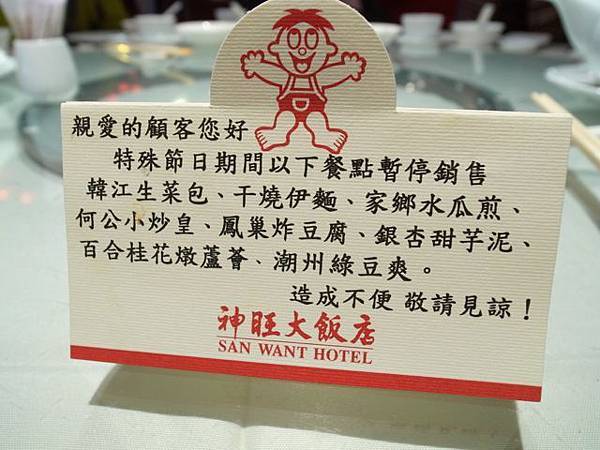 親愛的顧客您好
特殊節日期間以下餐點暫停銷售
韓江生菜包、干燒伊麵、家鄉水瓜煎、
何公小炒皇、鳳巢炸豆腐、銀杏甜芋泥、
百合桂花燉蘆薈、潮州綠豆爽。
造成不便 敬請見諒！
神旺大飯店
SAN WANT HOTEL